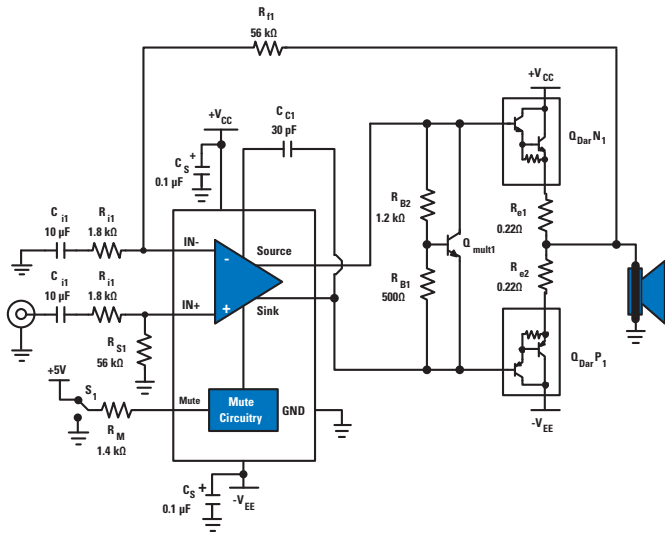 R f1
56 kΩ
+V CC
C C1
30 pF
C S +
0.1 µF
+V CC
Q Dar N 1
C i1
10 µF
R i1
1.8 kΩ
IN-
-
Source
R B2
1.2 kΩ
Q mult1
R e1
0.22Ω
C i1
10 µF
R i1
1.8 kΩ
IN+
+
Sink
R B1
500Ω
R e2
0.22Ω
R S1
56 kΩ
+5V
S 1
Mute
Mute
Circuitry
GND
Q Dar P 1
R M
1.4 kΩ
-V EE
C S +
0.1 µF
-V EE